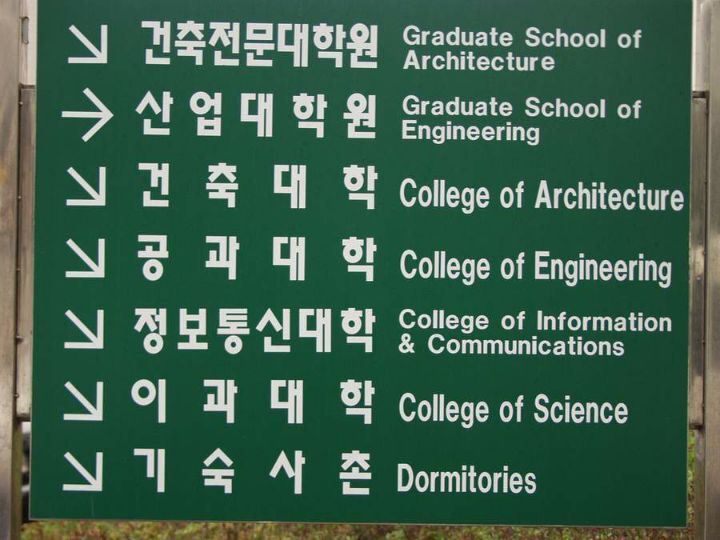 건축전문대학원 Graduate School of
Architecture
산업대학원 Graduate School of
Engineering
건축대학 College of Architecture
공과대학 College of Engineering
정보통신대학 College of Information
& Communications
이과대학 College of Science
기숙사촌 Dormitories